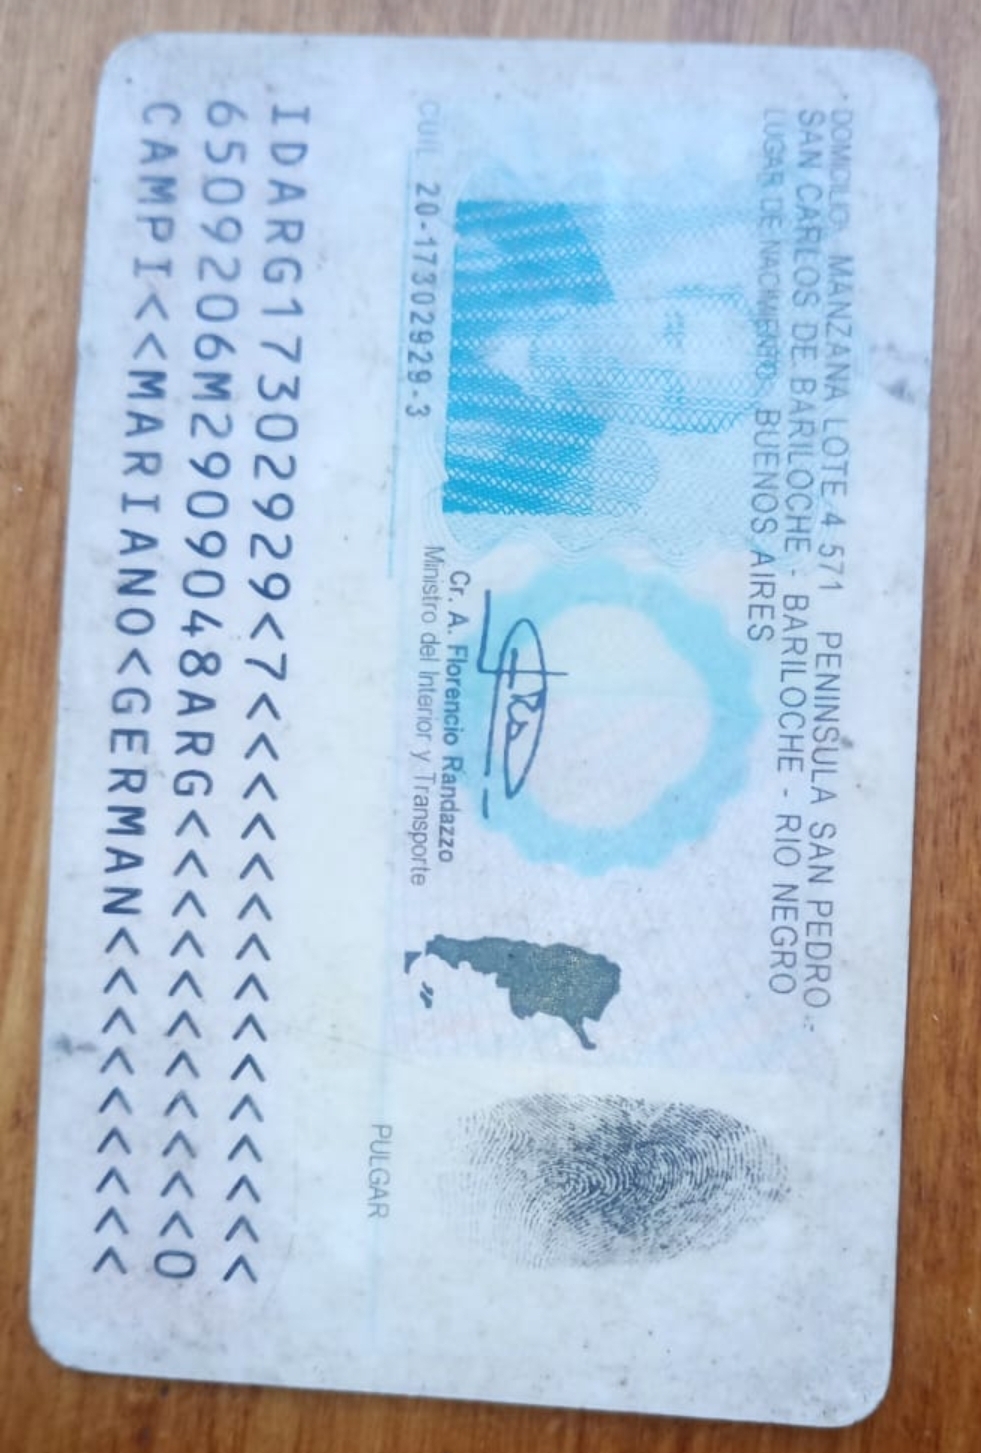 DOMICILIO: MANZANA LOTE 4 571 PENINSULA SAN PEDRO -
SAN CARLOS DE BARILOCHE - BARILOCHE - RIO NEGRO
LUGAR DE NACIMIENTO: BUENOS AIRES
Cr. A. Florencio Randazzo
Ministro del Interior y Transporte
CUIL 20-17302929-3
PULGAR
IDARG17302929<7<<<<<<<<<<<<<<<
6509206M2909048ARG<<<<<<<<<<<0
CAMPI<<MARIANO<GERMAN<<<<<<<<<